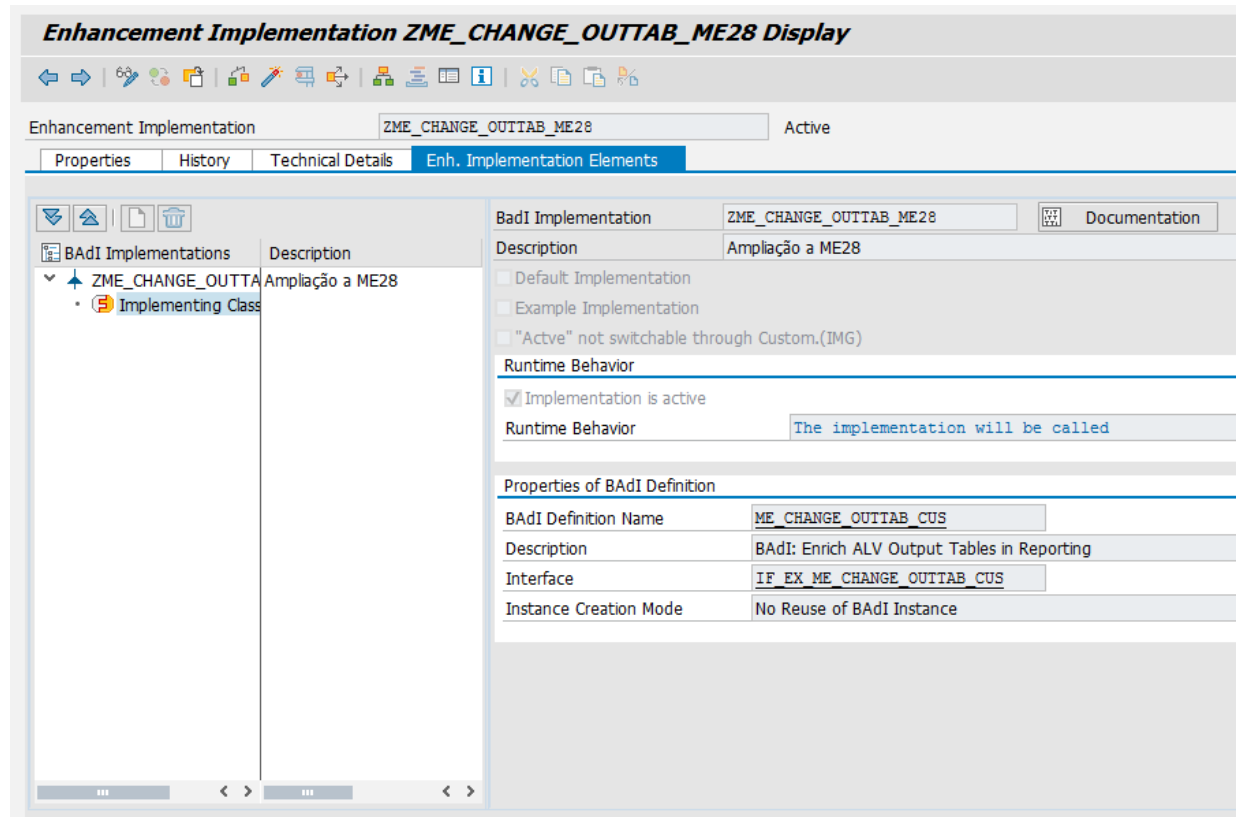 Enhancement Implementation ZME_CHANGE_OUTTAB_ME28 Display
Enhancement Implementation ZME_CHANGE_OUTTAB_ME28 Active
Properties History Technical Details Enh. Implementation Elements
BAdI Implementations Description
ZME_CHANGE_OUTTA Ampliação a ME28
Implementing Class
BadI Implementation ZME_CHANGE_OUTTAB_ME28 Documentation
Description Ampliação a ME28
Default Implementation
Example Implementation
"Actve" not switchable through Custom.(IMG)
Runtime Behavior
Implementation is active
Runtime Behavior The implementation will be called
Properties of BAdI Definition
BAdI Definition Name ME_CHANGE_OUTTAB_CUS
Description BAdI: Enrich ALV Output Tables in Reporting
Interface IF_EX_ME_CHANGE_OUTTAB_CUS
Instance Creation Mode No Reuse of BAdI Instance